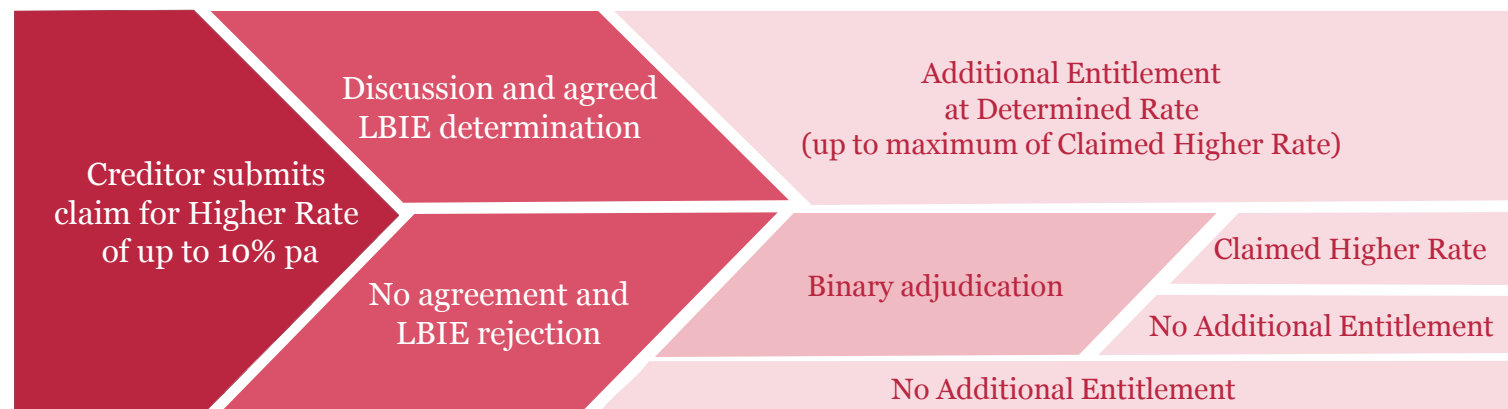 Creditor submits
claim for Higher Rate
of up to 10% pa
Discussion and agreed
LBIE determination
Additional Entitlement
at Determined Rate
(up to maximum of Claimed Higher Rate)
No agreement and
LBIE rejection
Binary adjudication
Claimed Higher Rate
No Additional Entitlement
No Additional Entitlement